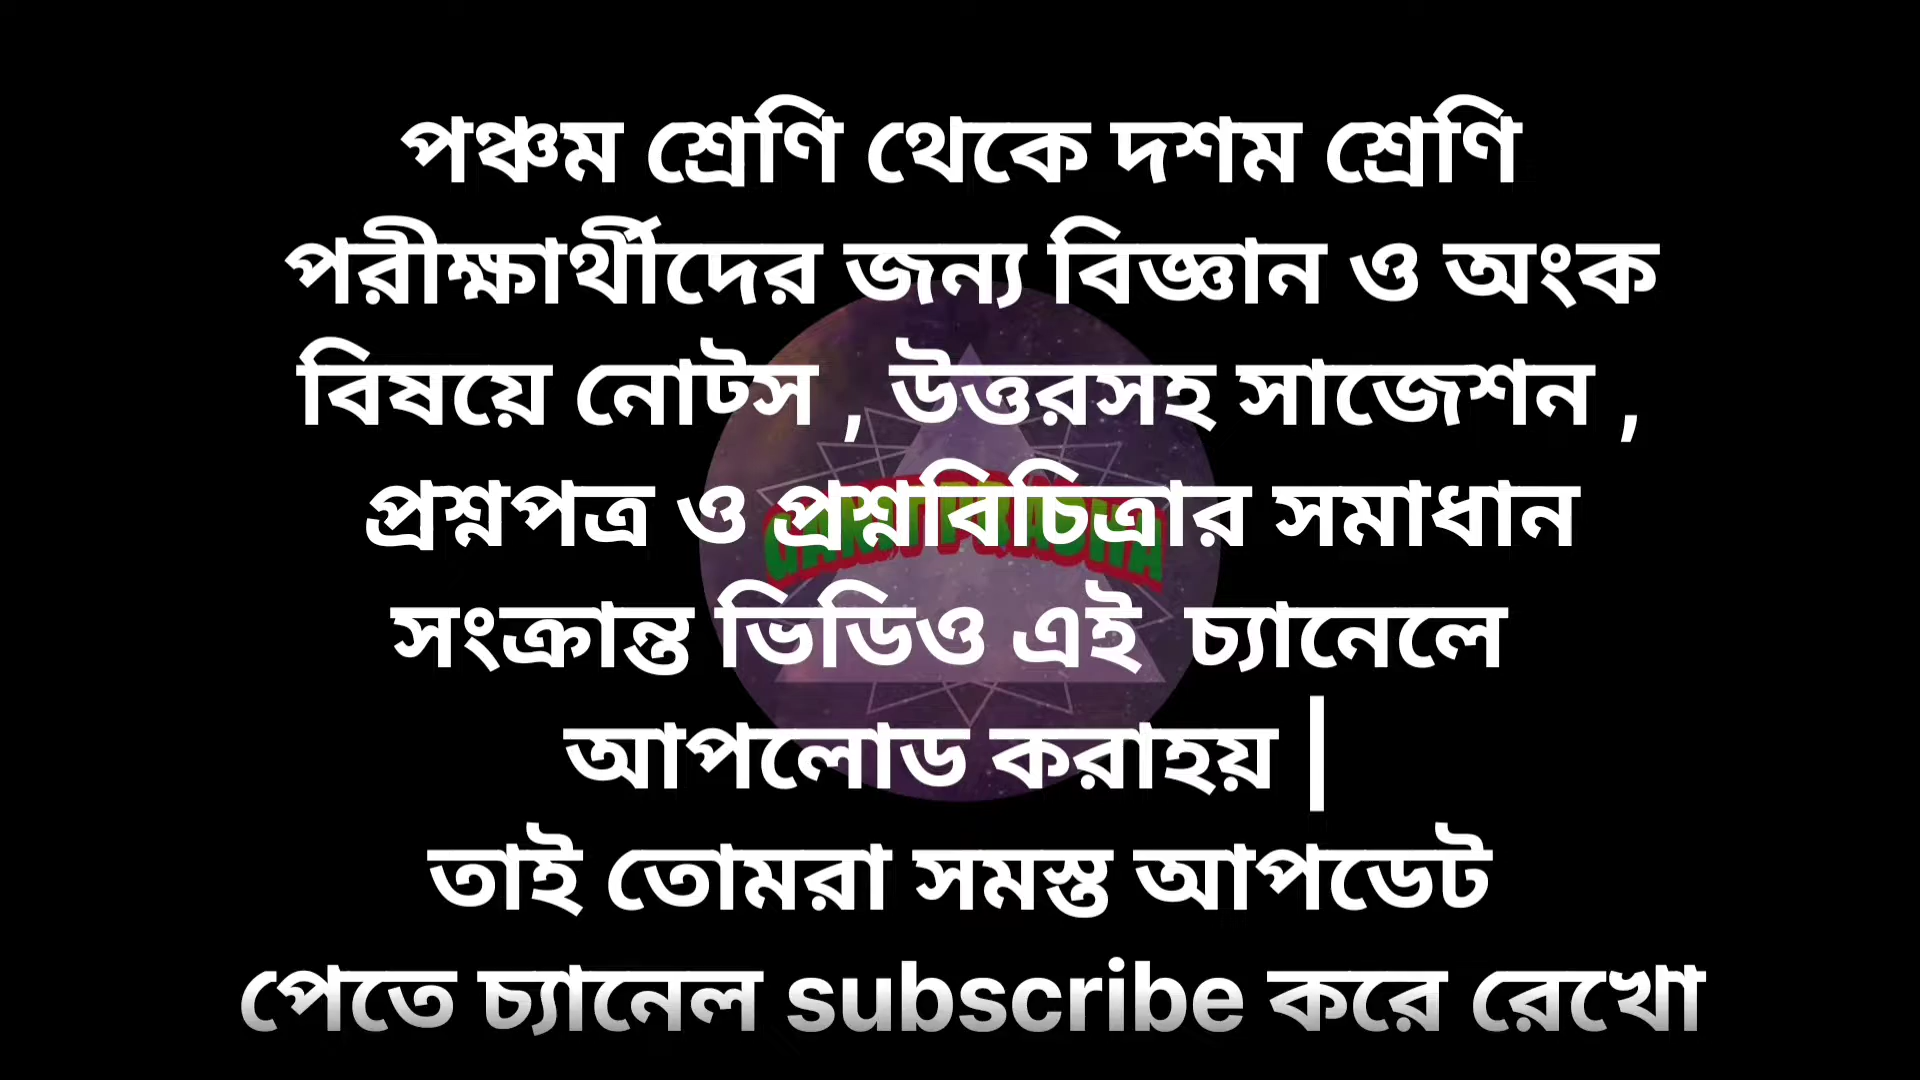 পঞ্চম শ্রেণি থেকে দশম শ্রেণি
পরীক্ষার্থীদের জন্য বিজ্ঞান ও অংক
বিষয়ে নোটস , উত্তরসহ সাজেশন ,
প্রশ্নপত্র ও প্রশ্নবিচিত্রার সমাধান
সংক্রান্ত ভিডিও এই চ্যানেলে
আপলোড করাহয় |
তাই তোমরা সমস্ত আপডেট
পেতে চ্যানেল subscribe করে রেখো